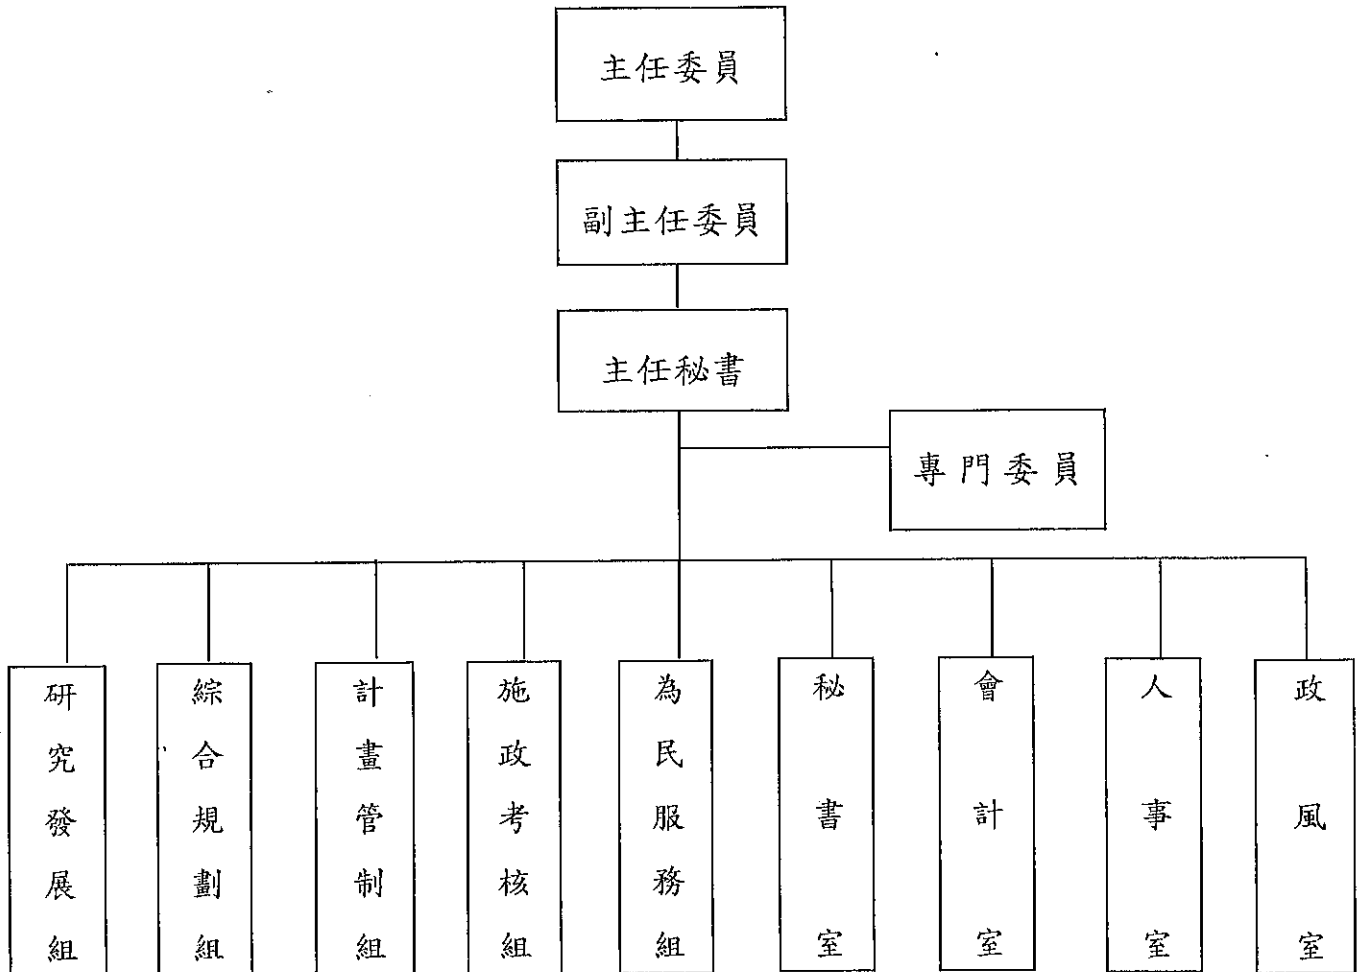 主任委員
副主任委員
主任秘書
專門委員
研究發展組
綜合規劃組
計畫管制組
施政考核組
為民服務組
秘書室
會計室
人事室
政風室